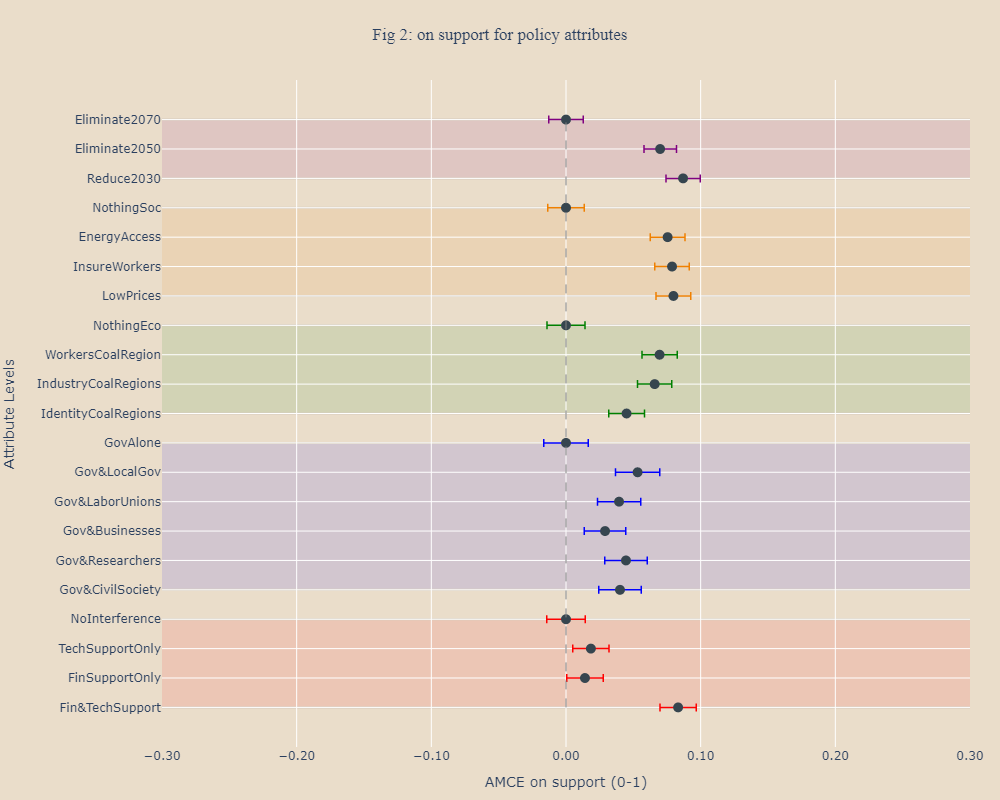 Fig 2: on support for policy attributes
Attribute Levels
Eliminate2070
Eliminate2050
Reduce2030
NothingSoc
EnergyAccess
InsureWorkers
LowPrices
NothingEco
WorkersCoalRegion
IndustryCoalRegions
IdentityCoalRegions
GovAlone
Gov&LocalGov
Gov&LaborUnions
Gov&Businesses
Gov&Researchers
Gov&CivilSociety
NoInterference
TechSupportOnly
FinSupportOnly
Fin&TechSupport
−0.30 −0.20 −0.10 0.00 0.10 0.20 0.30
AMCE on support (0-1)